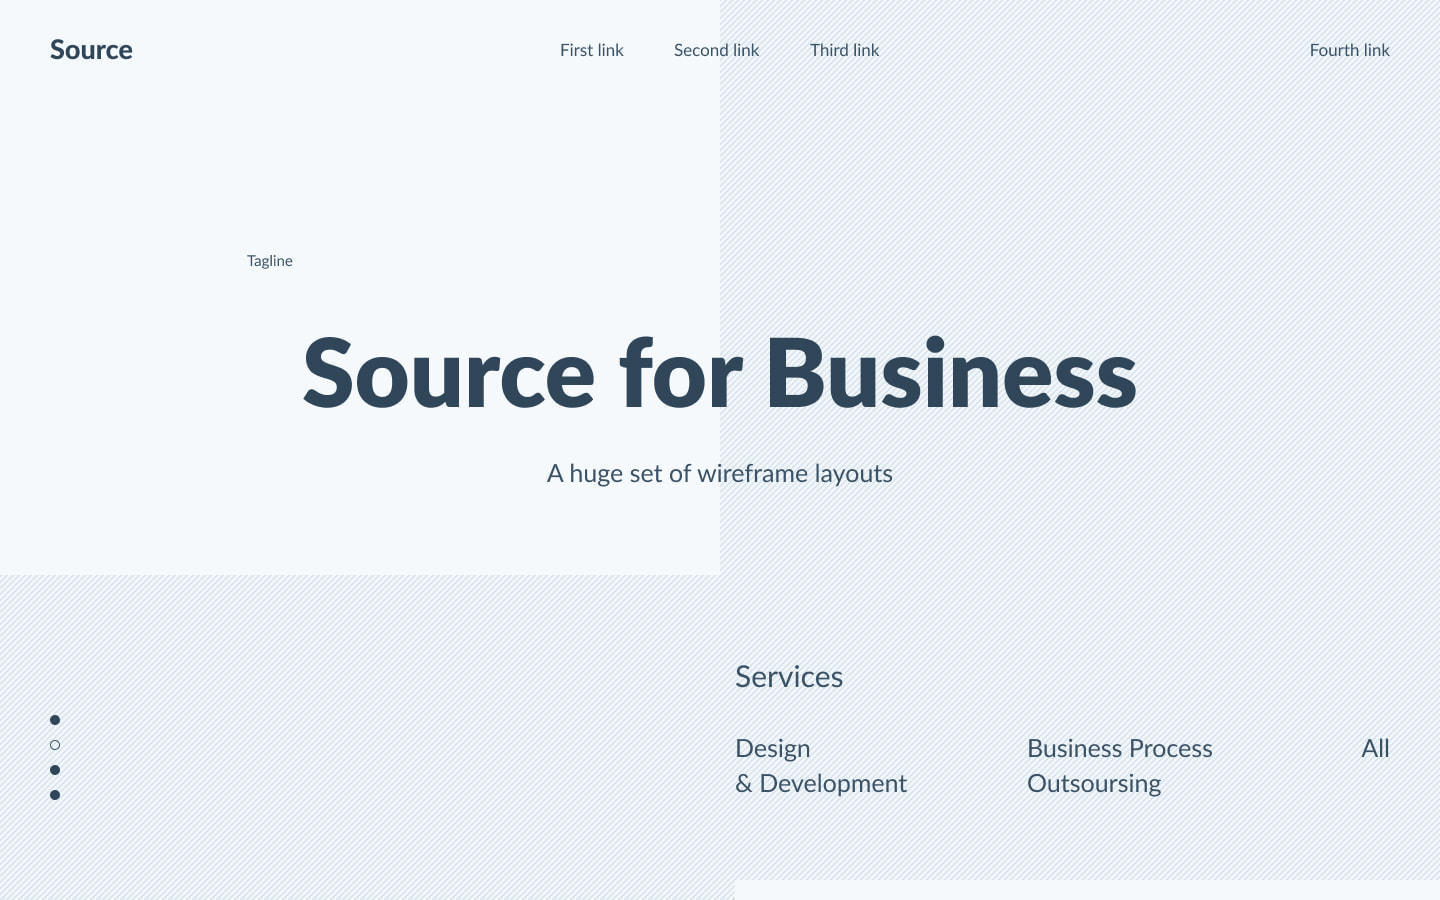 Source
First link
Second link
Third link
Fourth link
Tagline
Source for Business
A huge set of wireframe layouts
Services
Design
& Development
Business Process
Outsoursing
All